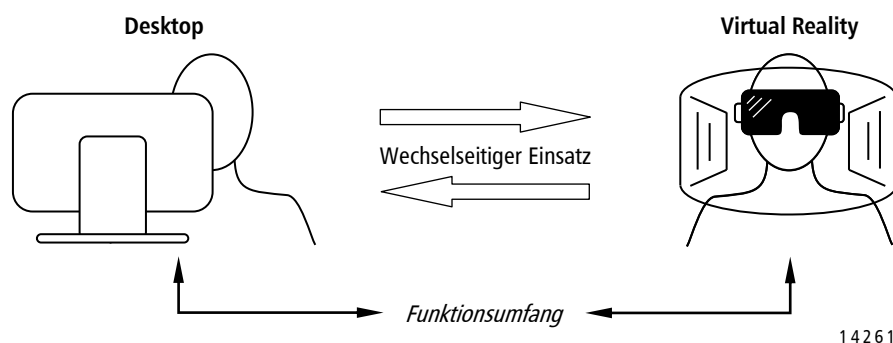 Desktop
Virtual Reality
Wechselseitiger Einsatz
Funktionsumfang
14261